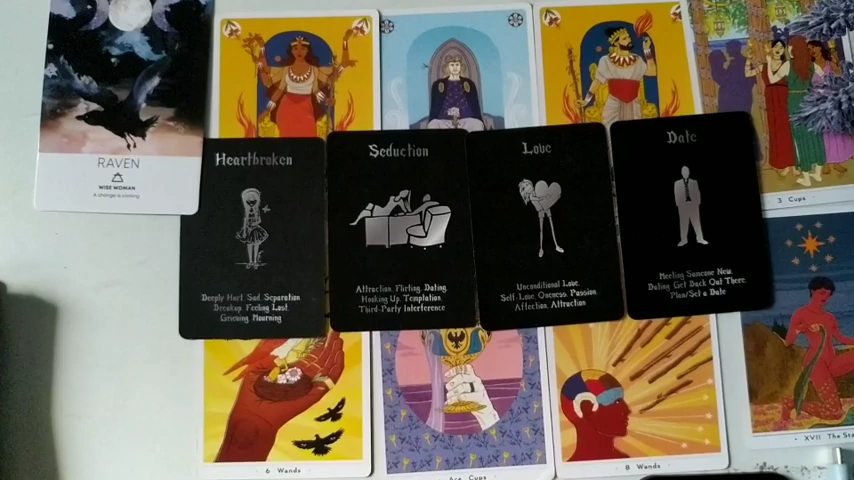 RAVEN
WISE WOMAN
A change is coming
Heartbroken
Deeply Hurt. Sad. Separation
Breakup. Feeling Lost.
Grieving. Mourning
Seduction
Attraction. Flirting. Dating.
Hooking Up. Temptation.
Third-Party Interference
Love
Unconditional Love.
Self-Love. Oneness. Passion.
Affection. Attraction
Date
Meeting Someone New.
Dating. Get Back Out There.
Plan/Set a Date
3 Cups
6 Wands
Ace Cups
8 Wands
XVII The Sta